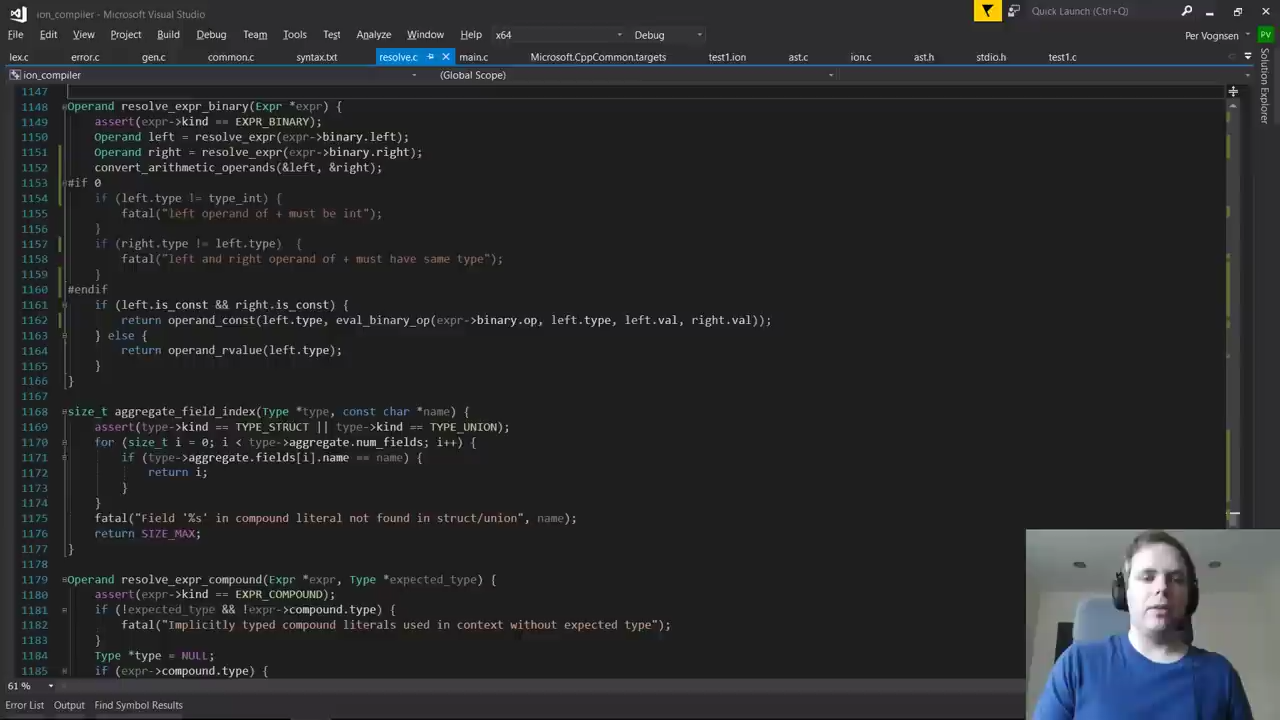 ion_compiler - Microsoft Visual Studio
Quick Launch (Ctrl+Q)
File Edit View Project Build Debug Team Tools Test Analyze Window Help x64 Debug
Per Vognsen PV
lex.c error.c gen.c common.c syntax.txt resolve.c main.c Microsoft.CppCommon.targets test1.ion ast.c ion.c ast.h stdio.h test1.c
ion_compiler (Global Scope)
Solution Explorer
1147
1148 Operand resolve_expr_binary(Expr *expr) {
1149 assert(expr->kind == EXPR_BINARY);
1150 Operand left = resolve_expr(expr->binary.left);
1151 Operand right = resolve_expr(expr->binary.right);
1152 convert_arithmetic_operands(&left, &right);
1153 #if 0
1154 if (left.type != type_int) {
1155 fatal("left operand of + must be int");
1156 }
1157 if (right.type != left.type)  {
1158 fatal("left and right operand of + must have same type");
1159 }
1160 #endif
1161 if (left.is_const && right.is_const) {
1162 return operand_const(left.type, eval_binary_op(expr->binary.op, left.type, left.val, right.val));
1163 } else {
1164 return operand_rvalue(left.type);
1165 }
1166 }
1167
1168 size_t aggregate_field_index(Type *type, const char *name) {
1169 assert(type->kind == TYPE_STRUCT || type->kind == TYPE_UNION);
1170 for (size_t i = 0; i < type->aggregate.num_fields; i++) {
1171 if (type->aggregate.fields[i].name == name) {
1172 return i;
1173 }
1174 }
1175 fatal("Field '%s' in compound literal not found in struct/union", name);
1176 return SIZE_MAX;
1177 }
1178
1179 Operand resolve_expr_compound(Expr *expr, Type *expected_type) {
1180 assert(expr->kind == EXPR_COMPOUND);
1181 if (!expected_type && !expr->compound.type) {
1182 fatal("Implicitly typed compound literals used in context without expected type");
1183 }
1184 Type *type = NULL;
1185 if (expr->compound.type) {
61 %
Error List Output Find Symbol Results